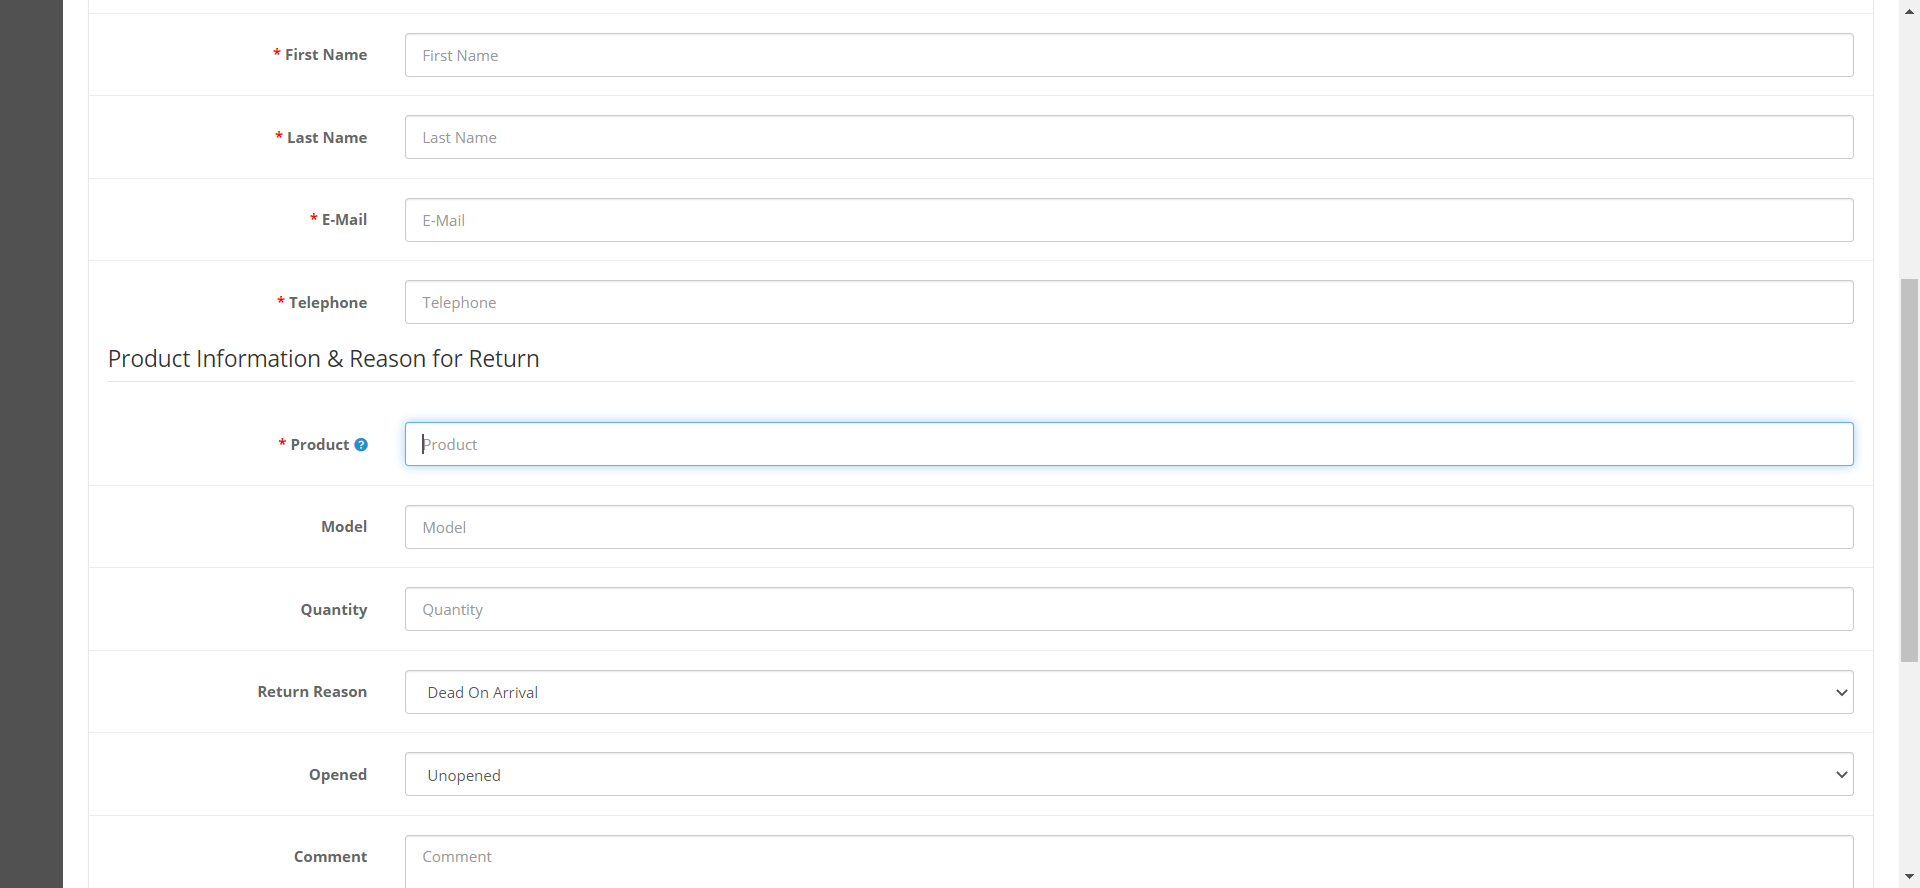 * First Name
First Name
* Last Name
Last Name
* E-Mail
E-Mail
* Telephone
Telephone
Product Information & Reason for Return
* Product ?
Product
Model
Model
Quantity
Quantity
Return Reason
Dead On Arrival
Opened
Unopened
Comment
Comment